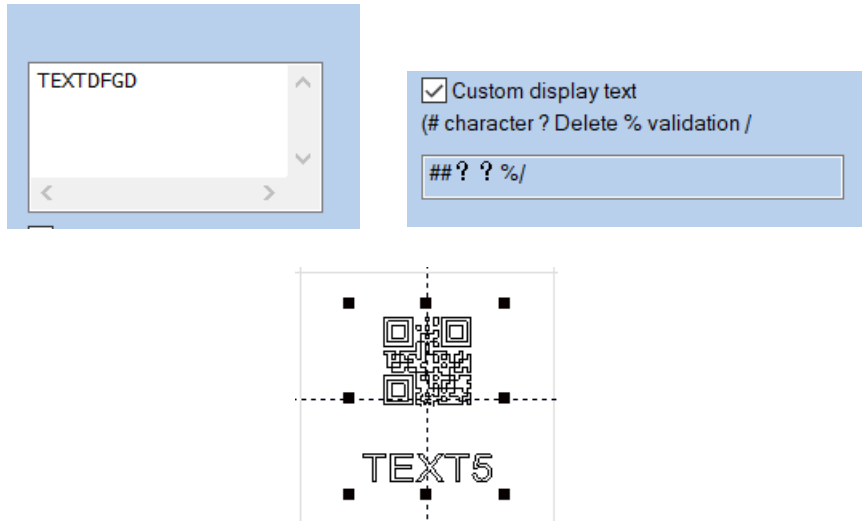 TEXTDFGD
Custom display text
(# character ? Delete % validation /
##？？%/
TEXT5